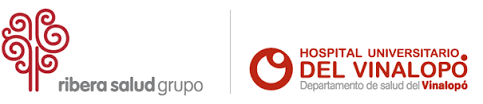 ribera salud grupo
HOSPITAL UNIVERSITARIO
DEL VINALOPÓ
Departamento de salud del Vinalopó